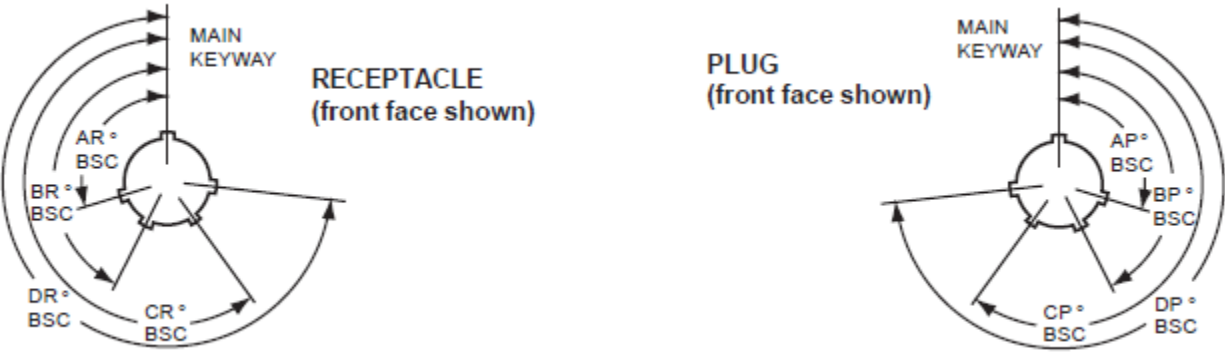 MAIN
KEYWAY
RECEPTACLE
(front face shown)
AR°
BSC
BR°
BSC
DR°
BSC
CR°
BSC
MAIN
KEYWAY
PLUG
(front face shown)
AP°
BSC
BP°
BSC
CP°
BSC
DP°
BSC